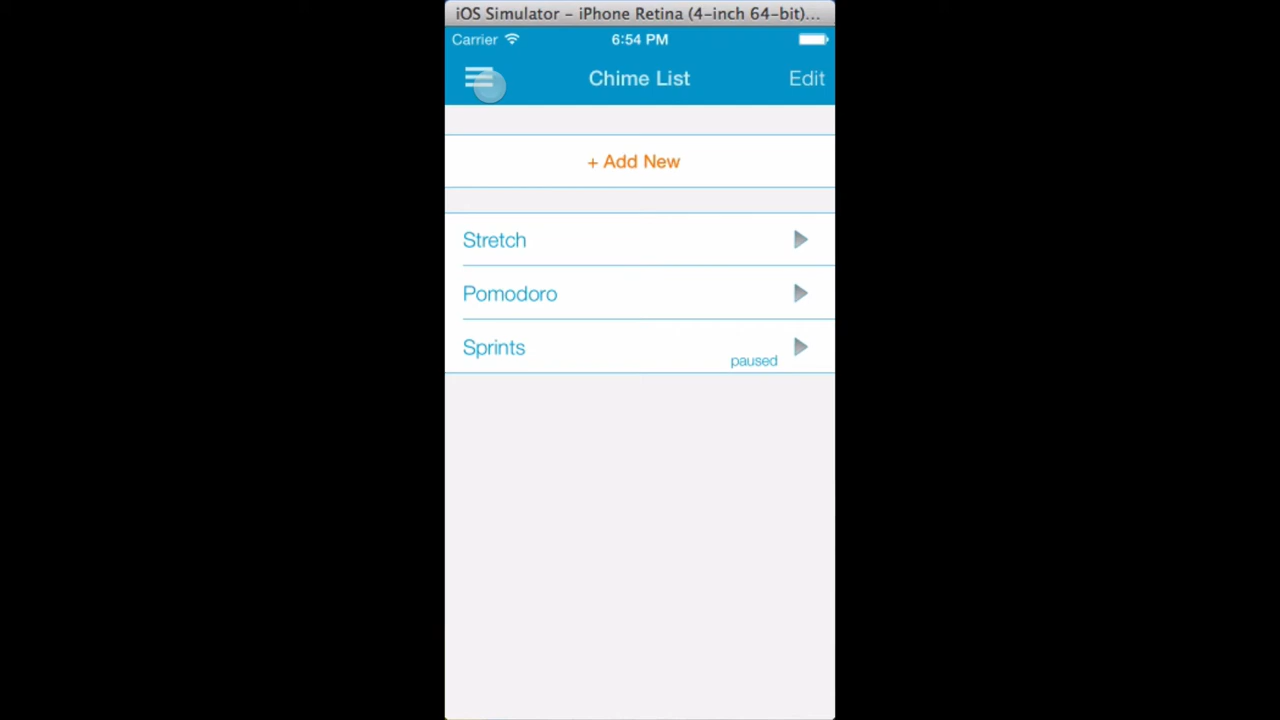 iOS Simulator - iPhone Retina (4-inch 64-bit)...
Carrier 6:54 PM
Chime List Edit
+ Add New
Stretch
Pomodoro
Sprints
paused